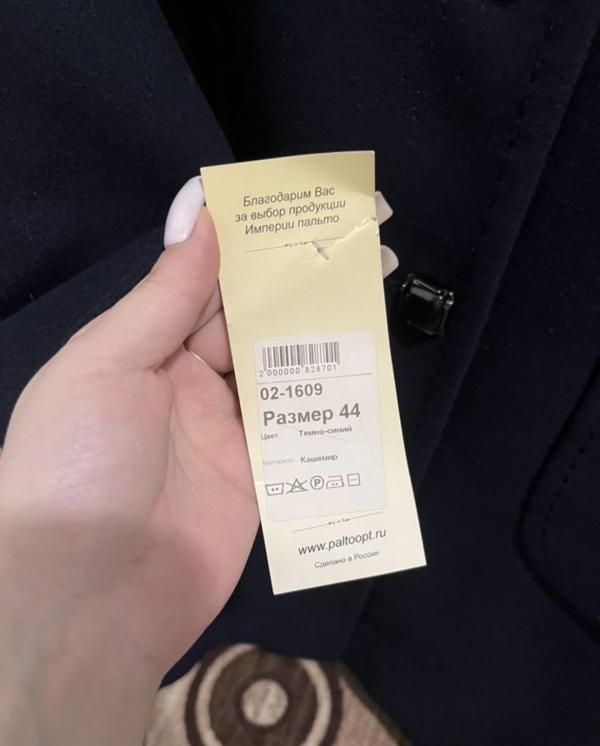 Благодарим Вас
за выбор продукции
Империи пальто
2 000000 828701
02-1609
Размер 44
Цвет: Темно-синий
Материал: Кашемир
P
www.paltoopt.ru
Сделано в России